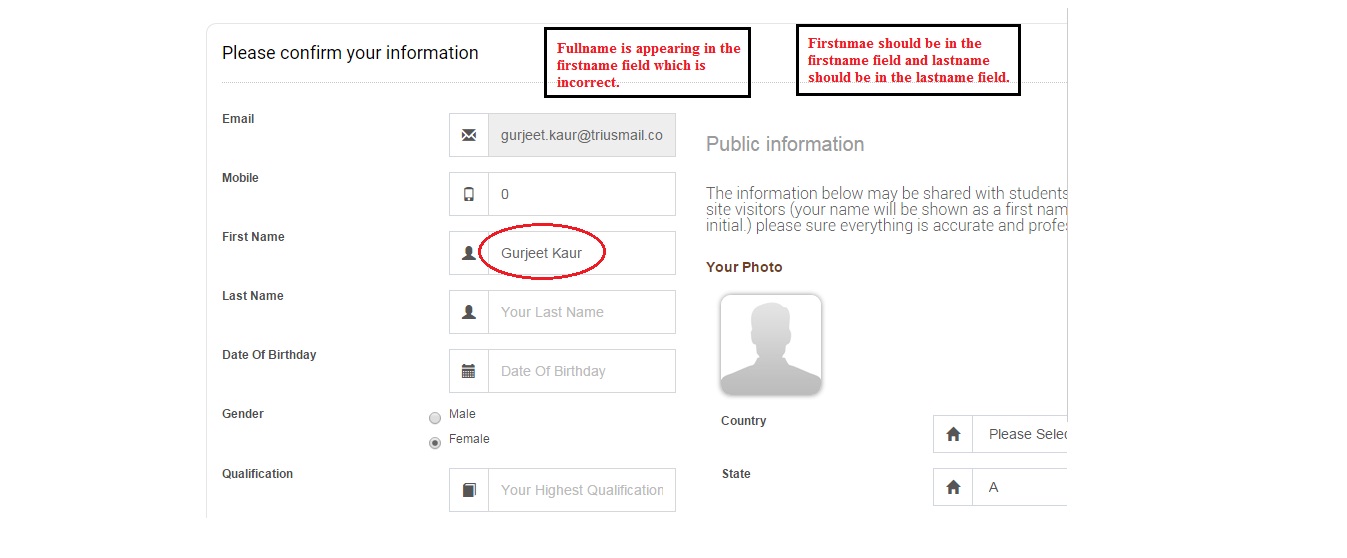 Please confirm your information
Fullname is appearing in the
firstname field which is
incorrect.
Firstnmae should be in the
firstname field and lastname
should be in the lastname field.
Email
gurjeet.kaur@triusmail.co
Mobile
0
First Name
Gurjeet Kaur
Last Name
Your Last Name
Date Of Birthday
Date Of Birthday
Gender
Male
Female
Qualification
Your Highest Qualification
Public information
The information below may be shared with students
site visitors (your name will be shown as a first nam
initial.) please sure everything is accurate and profes
Your Photo
Country
Please Selec
State
A